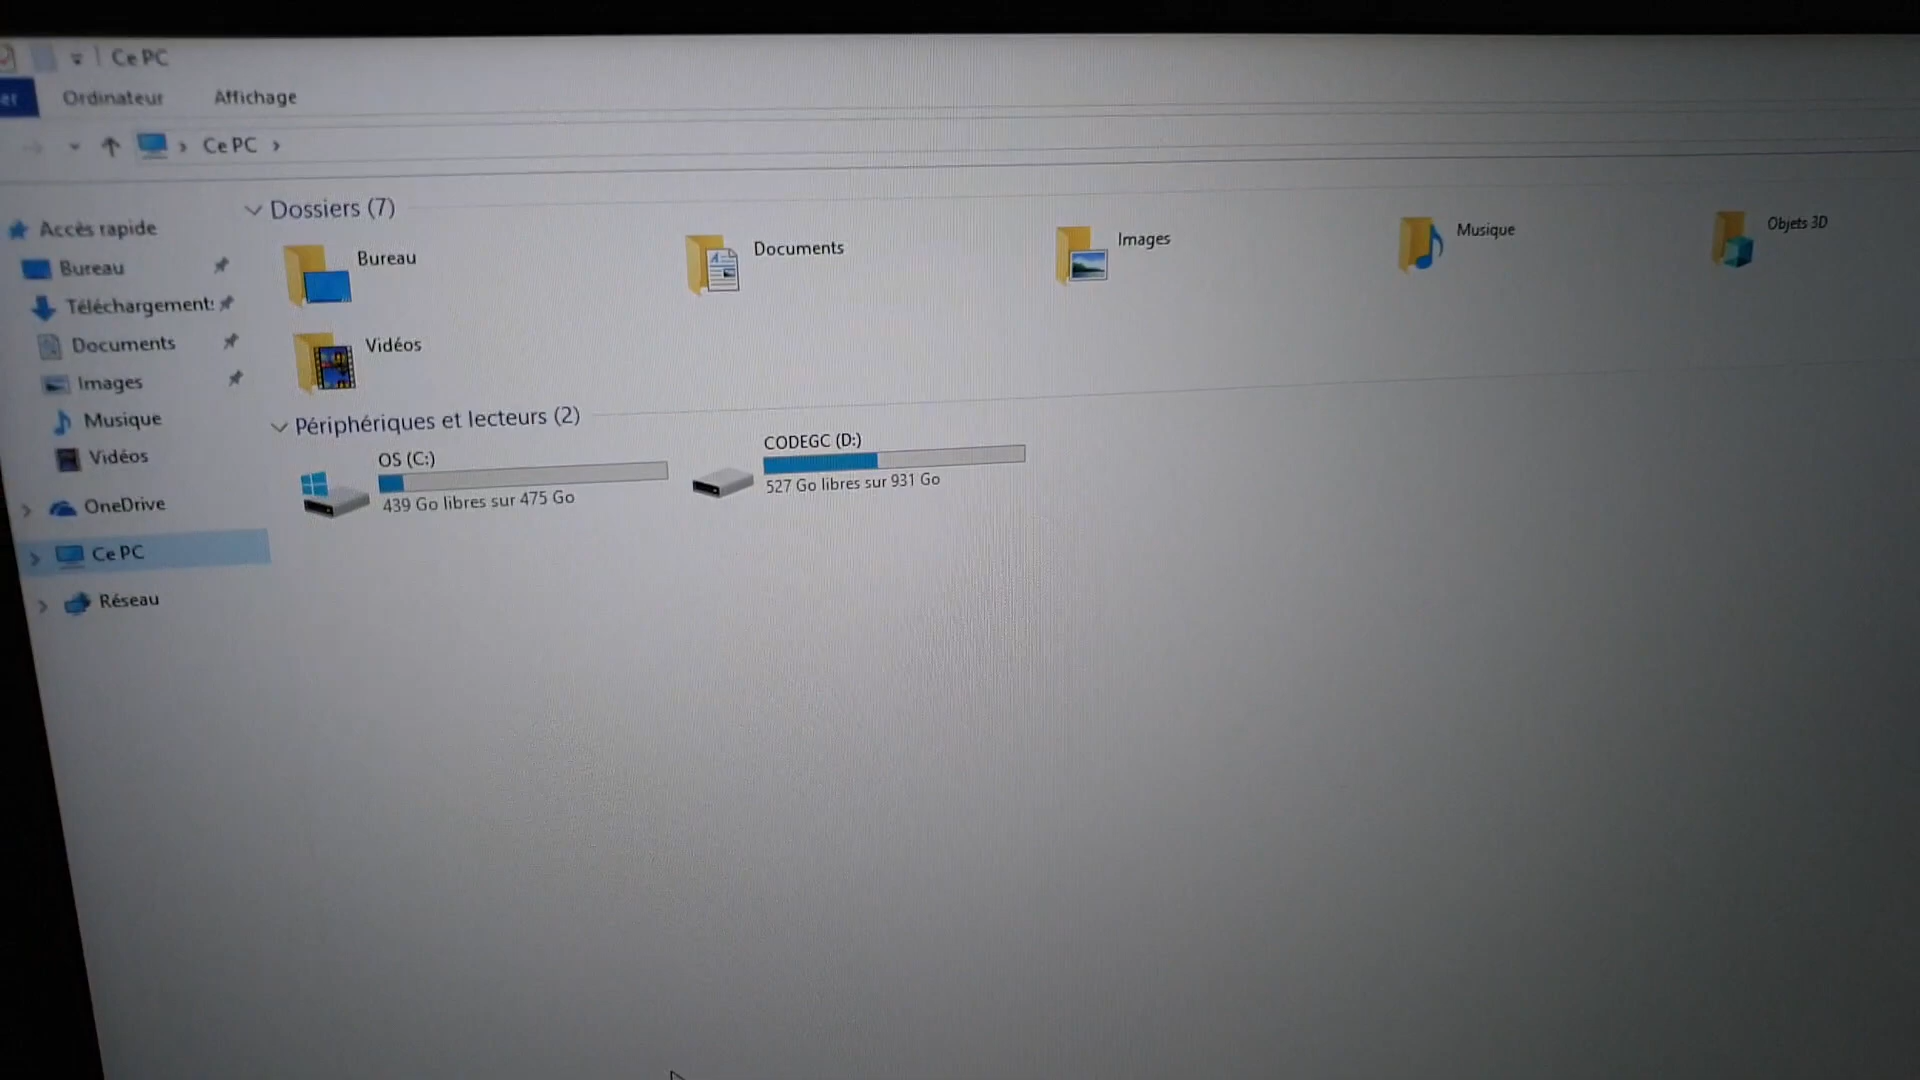 Ce PC
er
Ordinateur
Affichage
Ce PC
Accès rapide
Bureau
Téléchargement:
Documents
Images
Musique
Vidéos
OneDrive
Ce PC
Réseau
Dossiers (7)
Bureau
Documents
Images
Musique
Objets 3D
Vidéos
Périphériques et lecteurs (2)
OS (C:)
439 Go libres sur 475 Go
CODEGC (D:)
527 Go libres sur 931 Go